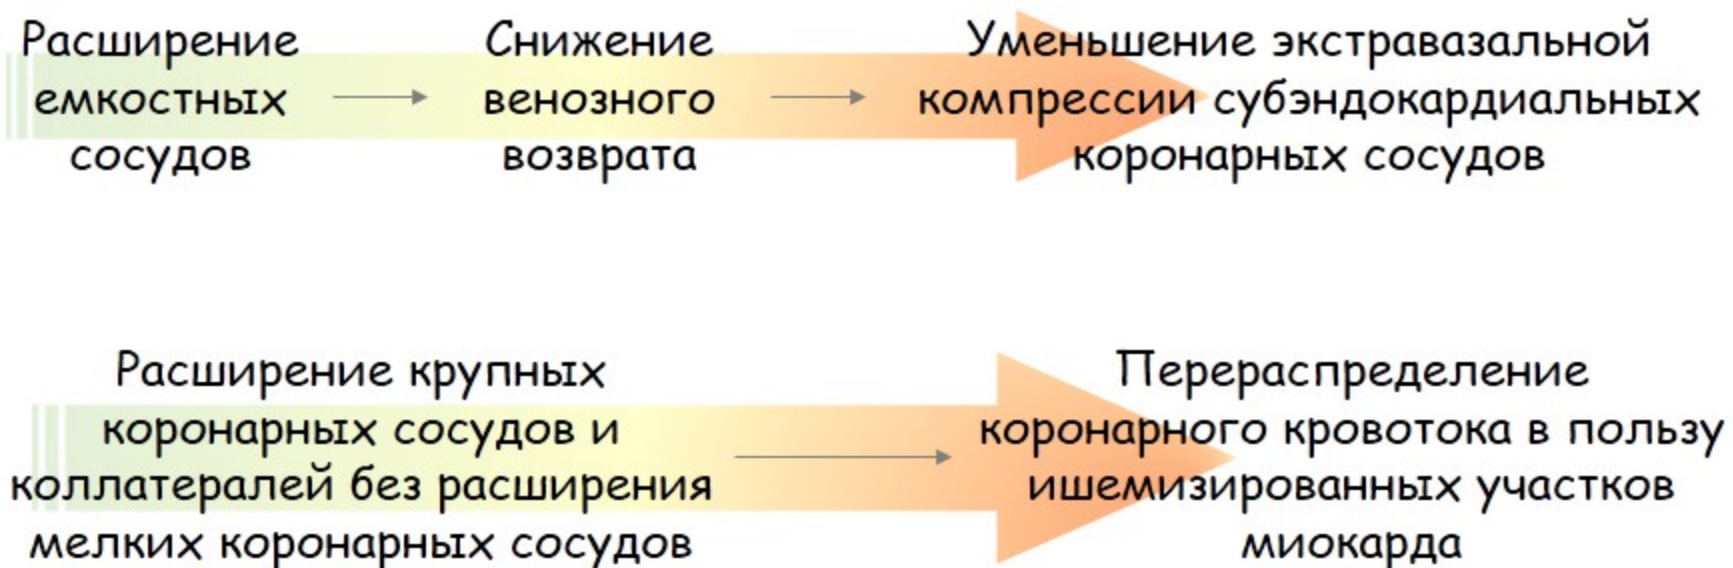 Расширение
емкостных
сосудов
Снижение
венозного
возврата
Уменьшение экстравазальной
компрессии субэндокардиальных
коронарных сосудов
Расширение крупных
коронарных сосудов и
коллатералей без расширения
мелких коронарных сосудов
Перераспределение
коронарного кровотока в пользу
ишемизированных участков
миокарда